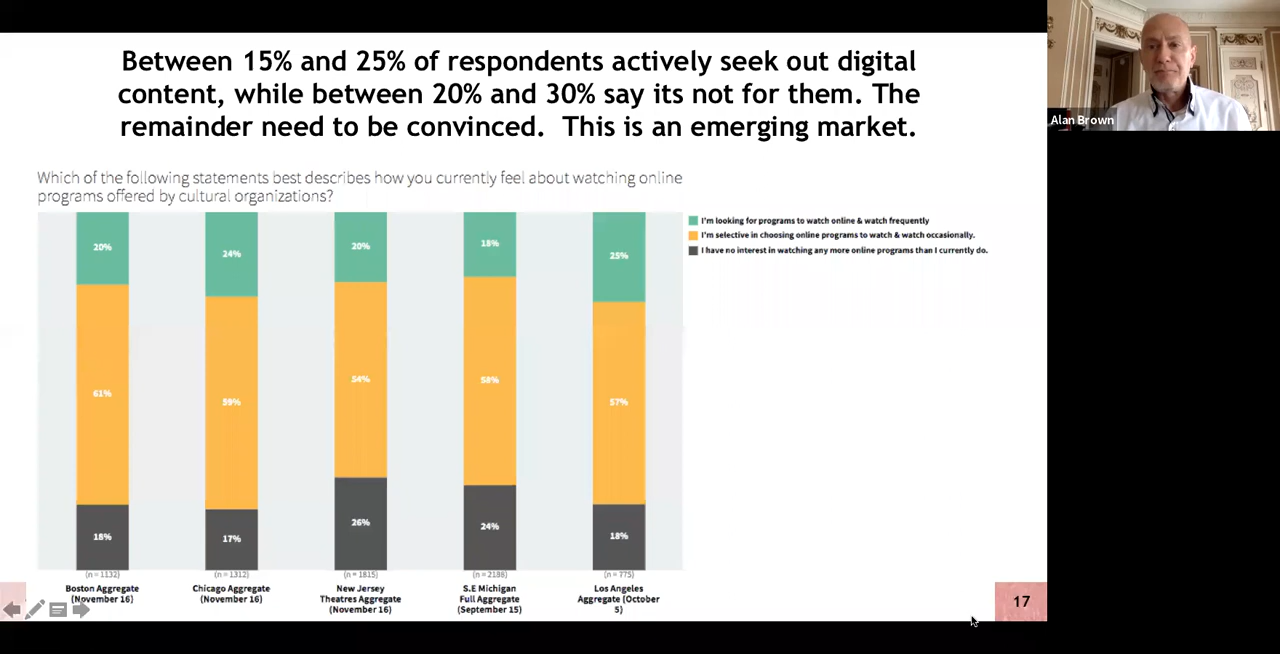 Between 15% and 25% of respondents actively seek out digital
content, while between 20% and 30% say its not for them. The
remainder need to be convinced. This is an emerging market.
Alan Brown
Which of the following statements best describes how you currently feel about watching online
programs offered by cultural organizations?
I'm looking for programs to watch online & watch frequently
I'm selective in choosing online programs to watch & watch occasionally.
I have no interest in watching any more online programs than I currently do.
20% 24% 20% 18% 25%
61% 59% 54% 58% 57%
18% 17% 26% 24% 18%
(n = 1132) (n = 1312) (n = 1815) (n = 2188) (n = 775)
Boston Aggregate Chicago Aggregate New Jersey S.E Michigan Los Angeles
(November 16) (November 16) Theatres Aggregate Full Aggregate Aggregate (October
(November 16) (September 15) 5)
17